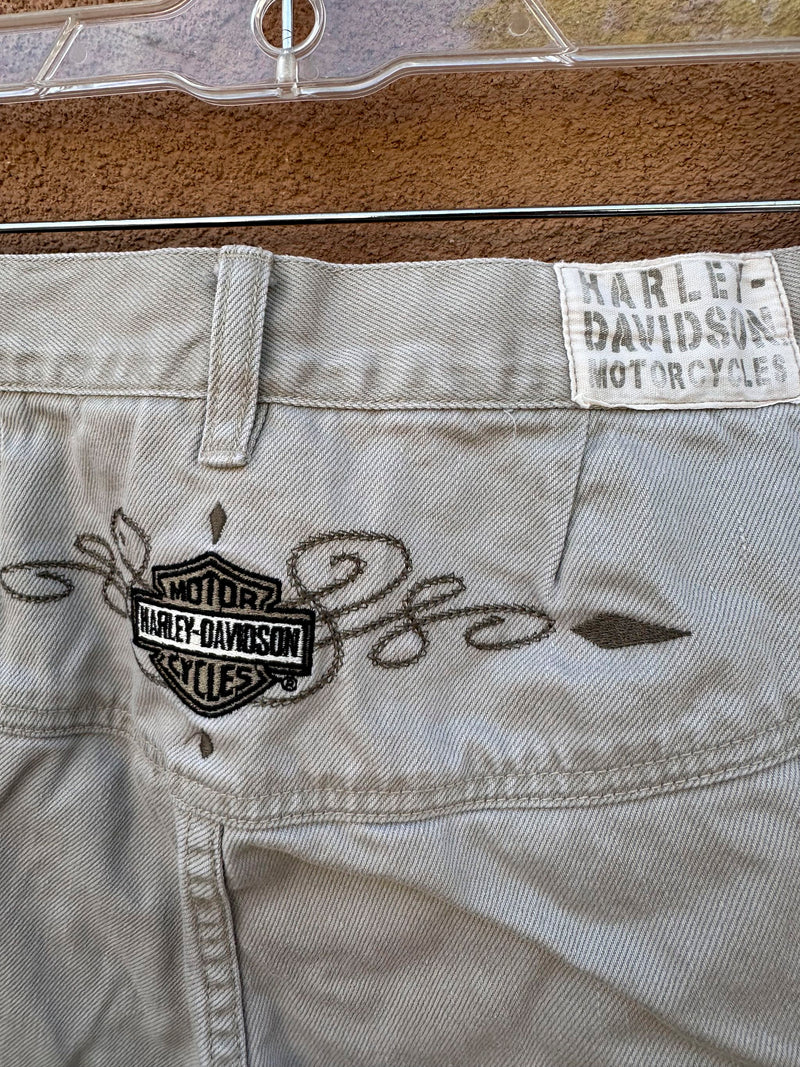 HARLEY-
DAVIDSON
MOTORCYCLES
MOTOR
HARLEY-DAVIDSON
CYCLES
®